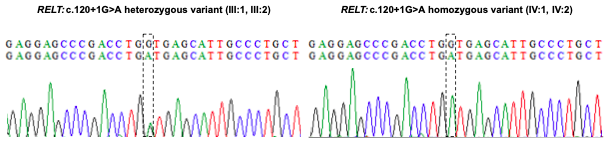 RELT: c.120+1G>A heterozygous variant (III:1, III:2)
GAGGAGCCCGACCTGGTGAGCATTGCCCTGCT
GAGGAGCCCGACCTGATGAGCATTGCCCTGCT
RELT: c.120+1G>A homozygous variant (IV:1, IV:2)
GAGGAGCCCGACCTGGTGAGCATTGCCCTGCT
GAGGAGCCCGACCTGATGAGCATTGCCCTGCT